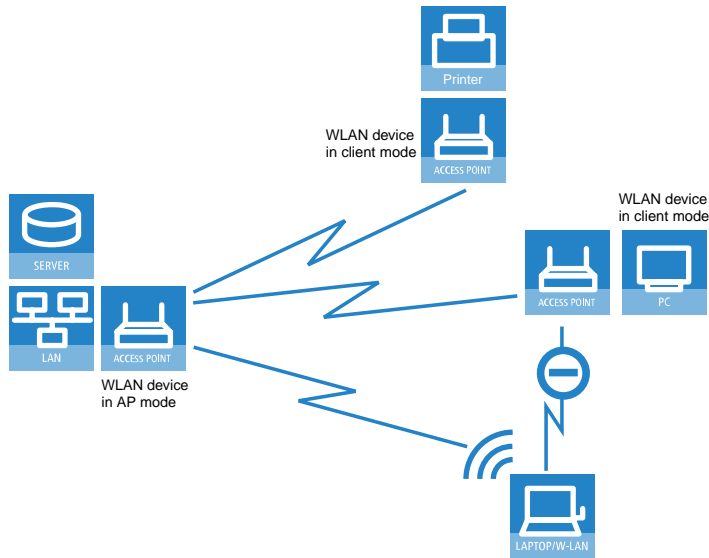 Printer
WLAN device
in client mode
ACCESS POINT
WLAN device
in client mode
SERVER
ACCESS POINT
PC
LAN
ACCESS POINT
WLAN device
in AP mode
LAPTOP/W-LAN